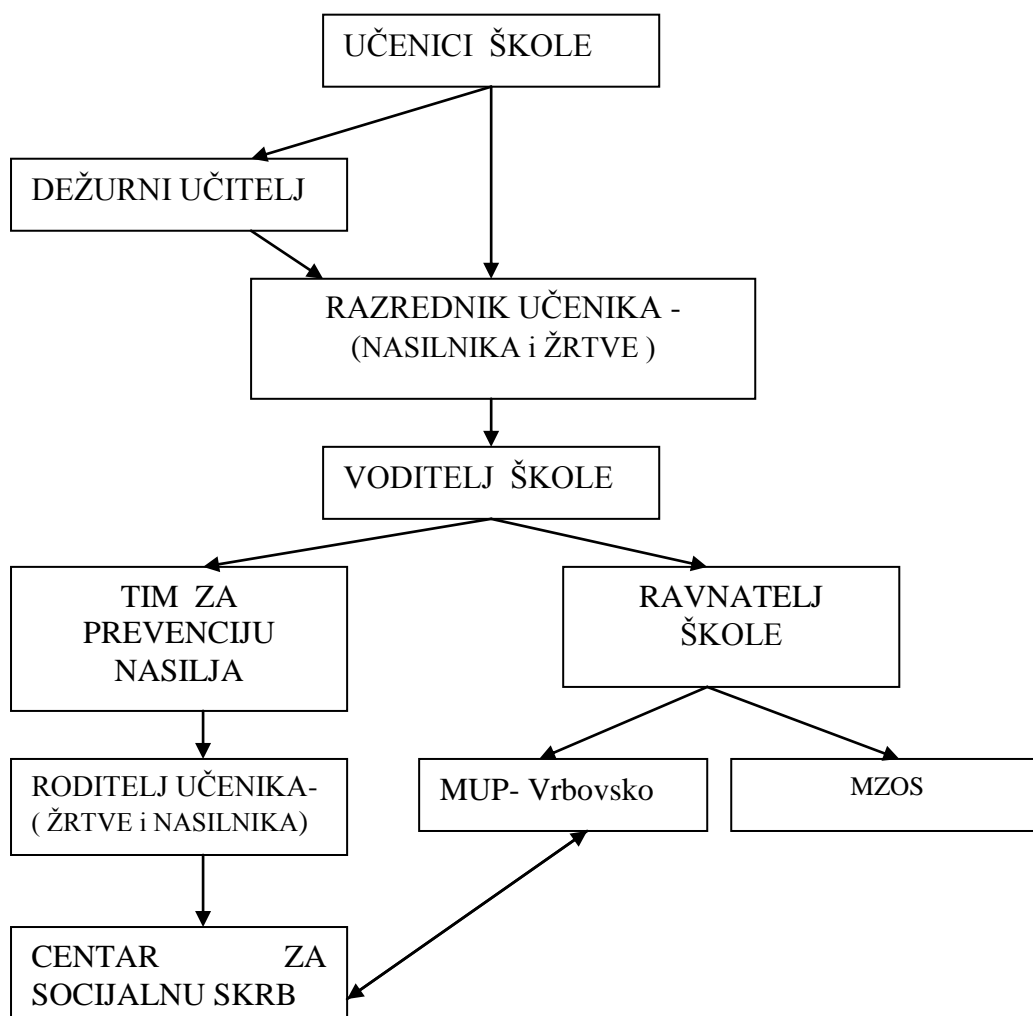 UČENICI ŠKOLE
DEŽURNI UČITELJ
RAZREDNIK UČENIKA -
(NASILNIKA i ŽRTVE )
VODITELJ ŠKOLE
TIM ZA
PREVENCIJU
NASILJA
RAVNATELJ
ŠKOLE
RODITELJ UČENIKA-
( ŽRTVE i NASILNIKA)
MUP- Vrbovsko
MZOS
CENTAR ZA
SOCIJALNU SKRB